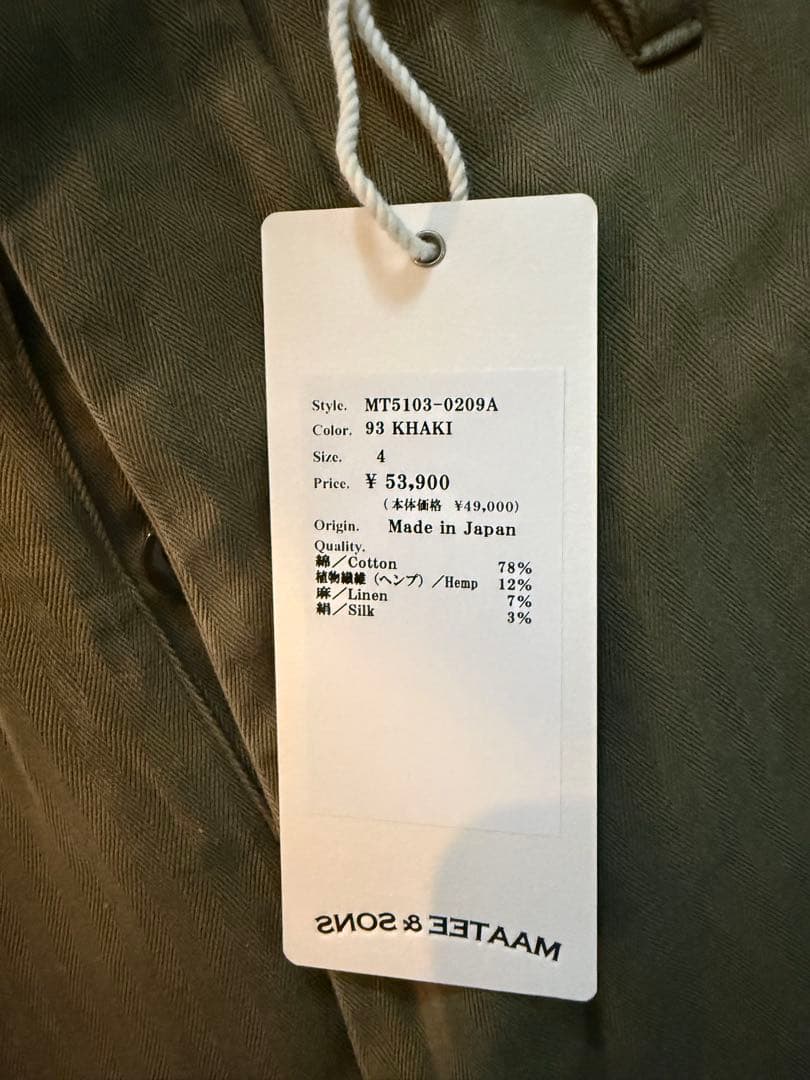 Style. MT5103-0209A
Color. 93 KHAKI
Size. 4
Price. ¥ 53,900
(本体価格 ¥49,000)
Origin. Made in Japan
Quality.
綿/Cotton 78%
植物繊維(ヘンプ)/Hemp 12%
麻/Linen 7%
絹/Silk 3%
MAATEE & SONS